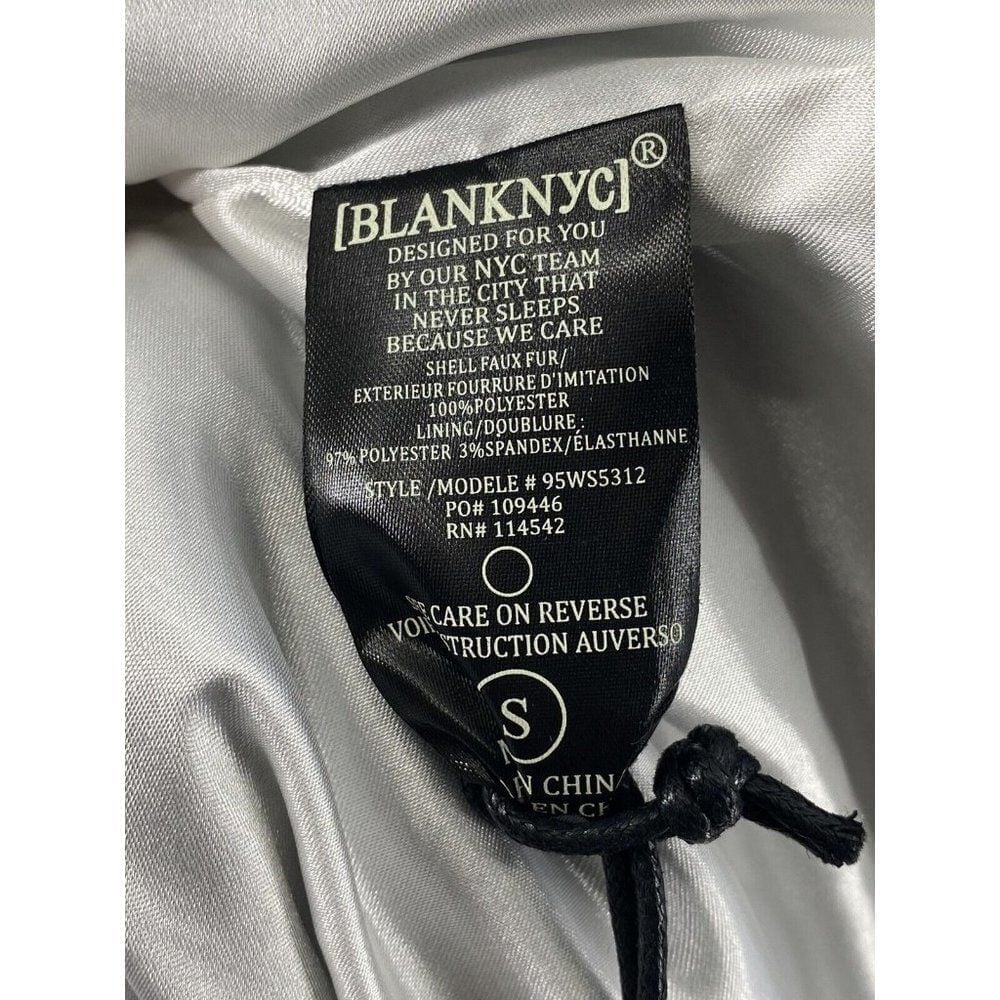 [BLANKNYC]®
DESIGNED FOR YOU
BY OUR NYC TEAM
IN THE CITY THAT
NEVER SLEEPS
BECAUSE WE CARE
SHELL FAUX FUR/
EXTERIEUR FOURRURE D'IMITATION
100%POLYESTER
LINING/DOUBLURE:
97% POLYESTER 3%SPANDEX/ÉLASTHANNE
STYLE /MODELE # 95WS5312
PO# 109446
RN# 114542
CARE ON REVERSE
AUVERSO
S
CHINA
EN